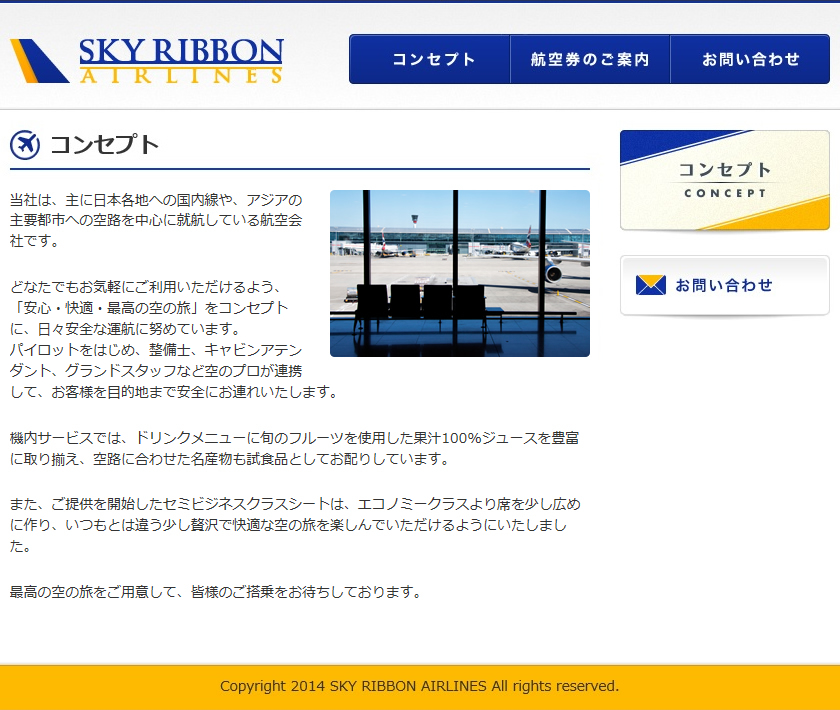 SKY RIBBON
AIRLINES
コンセプト
航空券のご案内
お問い合わせ
コンセプト
当社は、主に日本各地への国内線や、アジアの
主要都市への空路を中心に就航している航空会
社です。
どなたでもお気軽にご利用いただけるよう、
「安心・快適・最高の空の旅」をコンセプト
に、日々安全な運航に努めています。
パイロットをはじめ、整備士、キャビンアテン
ダント、グランドスタッフなど空のプロが連携
して、お客様を目的地まで安全にお連れいたします。
機内サービスでは、ドリンクメニューに旬のフルーツを使用した果汁100%ジュースを豊富
に取り揃え、空路に合わせた名産物も試食品としてお配りしています。
また、ご提供を開始したセミビジネスクラスシートは、エコノミークラスより席を少し広め
に作り、いつもとは違う少し贅沢で快適な空の旅を楽しんでいただけるようにいたしまし
た。
最高の空の旅をご用意して、皆様のご搭乗をお待ちしております。
コンセプト
CONCEPT
お問い合わせ
Copyright 2014 SKY RIBBON AIRLINES All rights reserved.